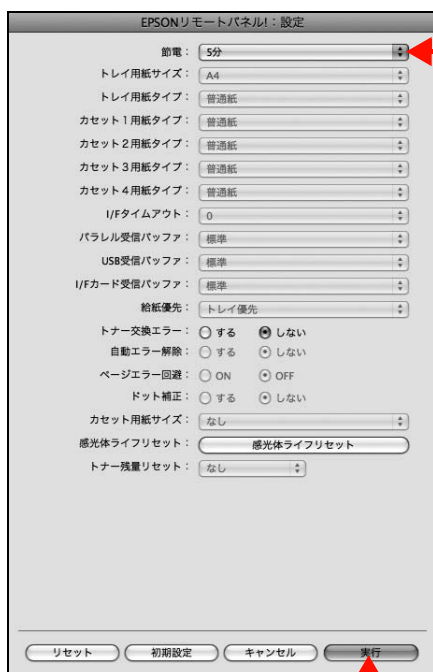 EPSONリモートパネル!:設定
節電: 5分
トレイ用紙サイズ: A4
トレイ用紙タイプ: 普通紙
カセット1用紙タイプ: 普通紙
カセット2用紙タイプ: 普通紙
カセット3用紙タイプ: 普通紙
カセット4用紙タイプ: 普通紙
I/Fタイムアウト: 0
パラレル受信バッファ: 標準
USB受信バッファ: 標準
I/Fカード受信バッファ: 標準
給紙優先: トレイ優先
トナー交換エラー: する しない
自動エラー解除: する しない
ページエラー回避: ON OFF
ドット補正: する しない
カセット用紙サイズ: なし
感光体ライフリセット: 感光体ライフリセット
トナー残量リセット: なし
リセット 初期設定 キャンセル 実行